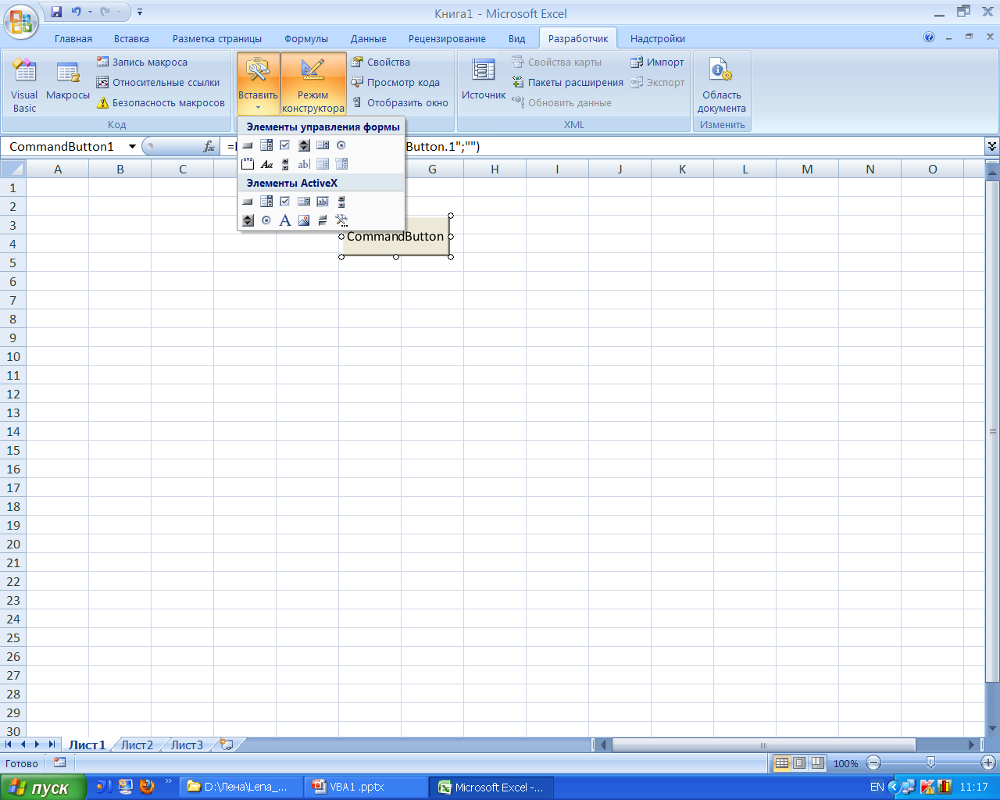 Книга1 - Microsoft Excel
Главная Вставка Разметка страницы Формулы Данные Рецензирование Вид Разработчик Надстройки
Visual Basic
Макросы
Запись макроса
Относительные ссылки
Безопасность макросов
Код
Вставить
Режим конструктора
Свойства
Просмотр кода
Отобразить окно
Источник
Свойства карты
Пакеты расширения
Обновить данные
Импорт
Экспорт
XML
Область документа
Изменить
CommandButton1
fx
Button.1";"")
Элементы управления формы
XYZ
Aa
ab
Элементы ActiveX
ab
A
A B C G H I J K L M N O
1
2
3
4
5
6
7
8
9
10
11
12
13
14
15
16
17
18
19
20
21
22
23
24
25
26
27
28
29
30
CommandButton
Лист1 Лист2 Лист3
Готово
100%
пуск
D:\Лена\Lena_...
VBA1 .pptx
Microsoft Excel -...
EN
11:17